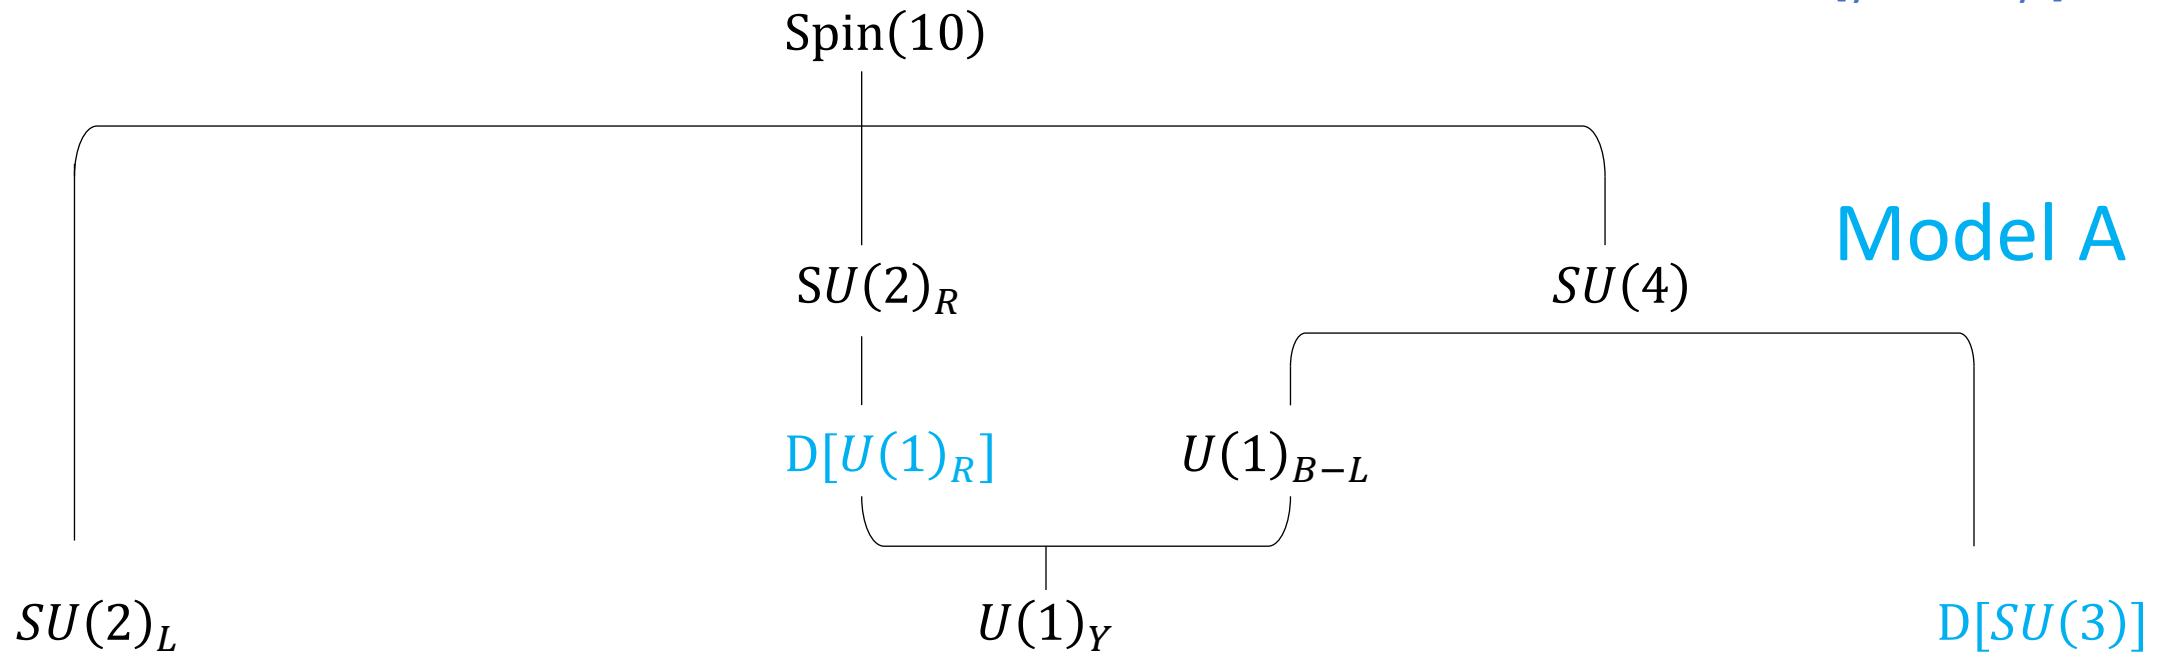 Spin(10)
Model A
SU(2)_R SU(4)
D[U(1)_R] U(1)_{B−L}
SU(2)_L U(1)_Y D[SU(3)]